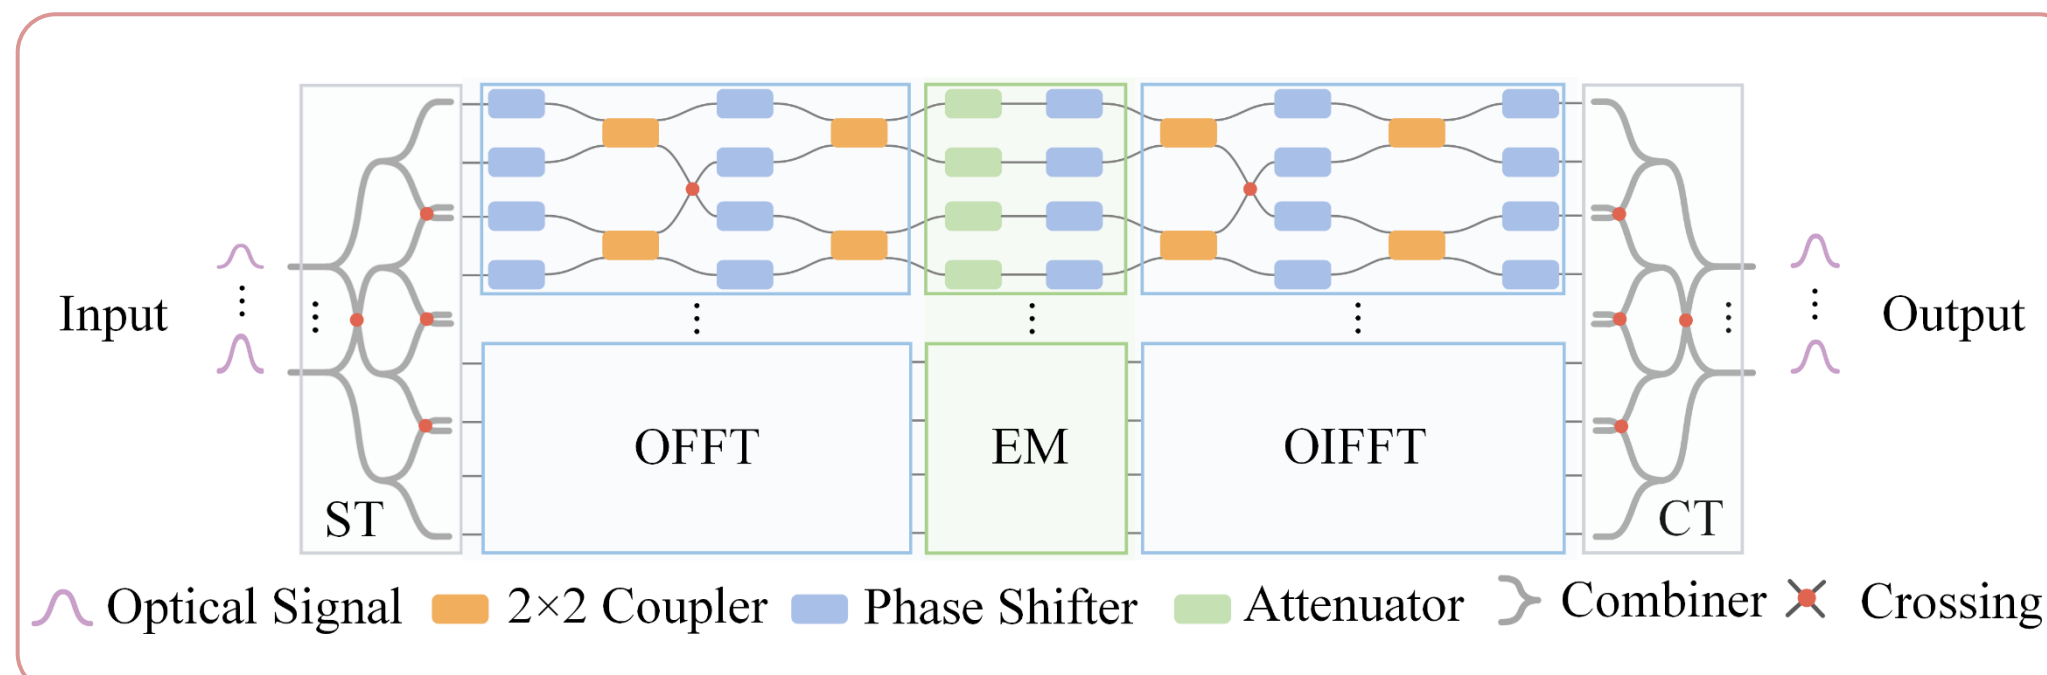 Input
Output
OFFT
EM
OIFFT
ST
CT
Optical Signal
2×2 Coupler
Phase Shifter
Attenuator
Combiner
Crossing